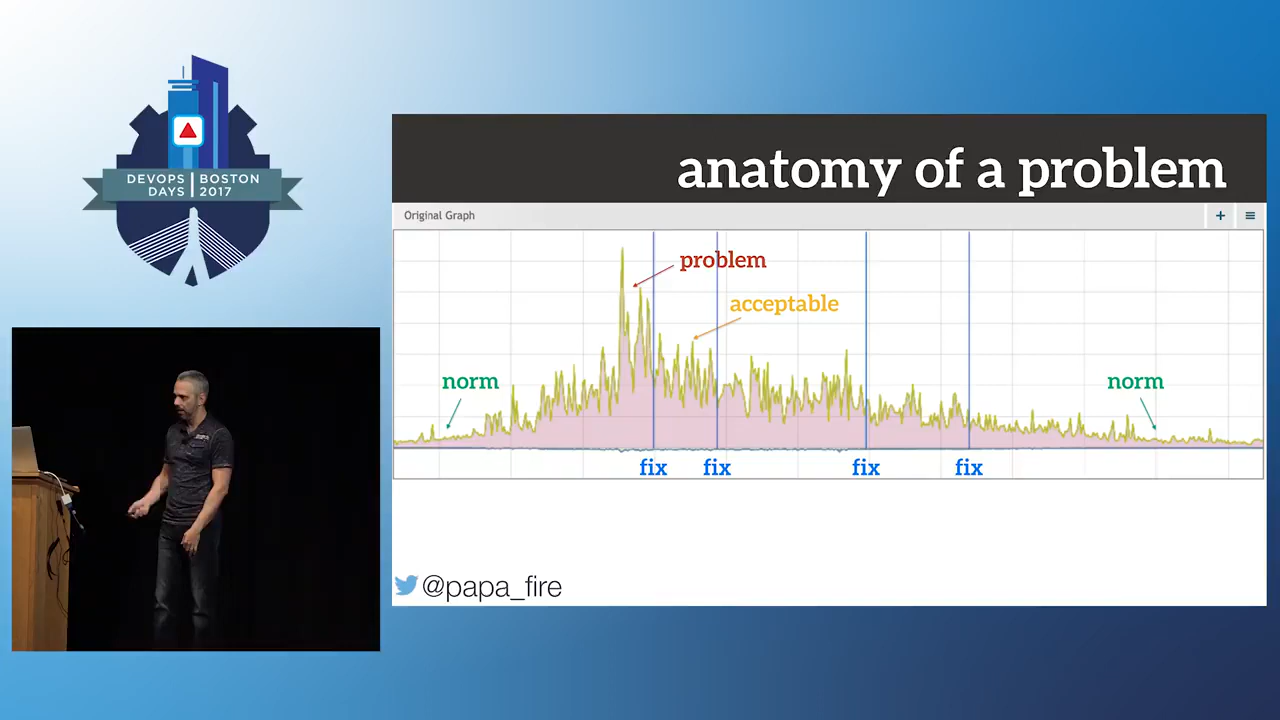 DEVOPS BOSTON
DAYS 2017
anatomy of a problem
Original Graph
+
problem
acceptable
norm
norm
fix fix fix fix
@papa_fire